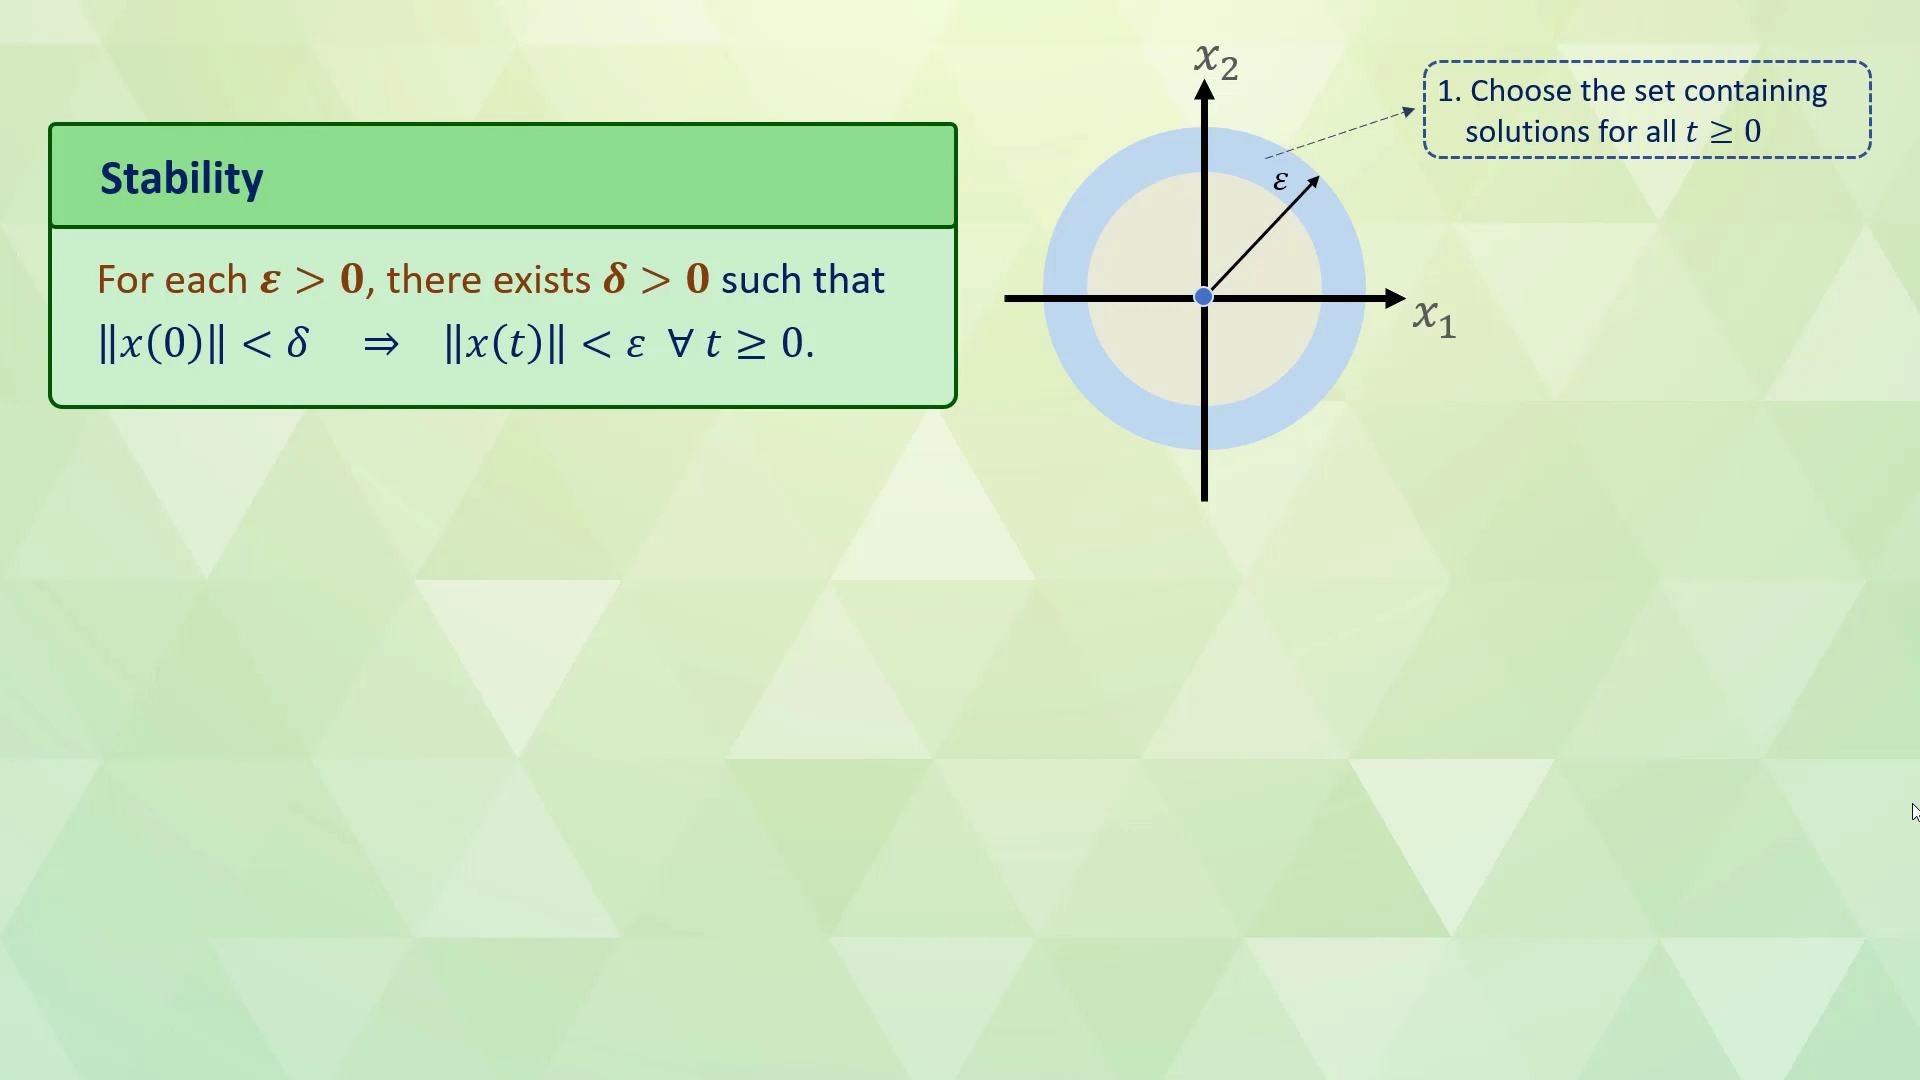 Stability
For each ε > 0, there exists δ > 0 such that
‖x(0)‖ < δ ⇒ ‖x(t)‖ < ε ∀ t ≥ 0.
x₂
1. Choose the set containing
solutions for all t ≥ 0
ε
x₁